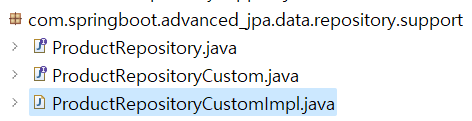 com.springboot.advanced_jpa.data.repository.support
ProductRepository.java
ProductRepositoryCustom.java
ProductRepositoryCustomImpl.java